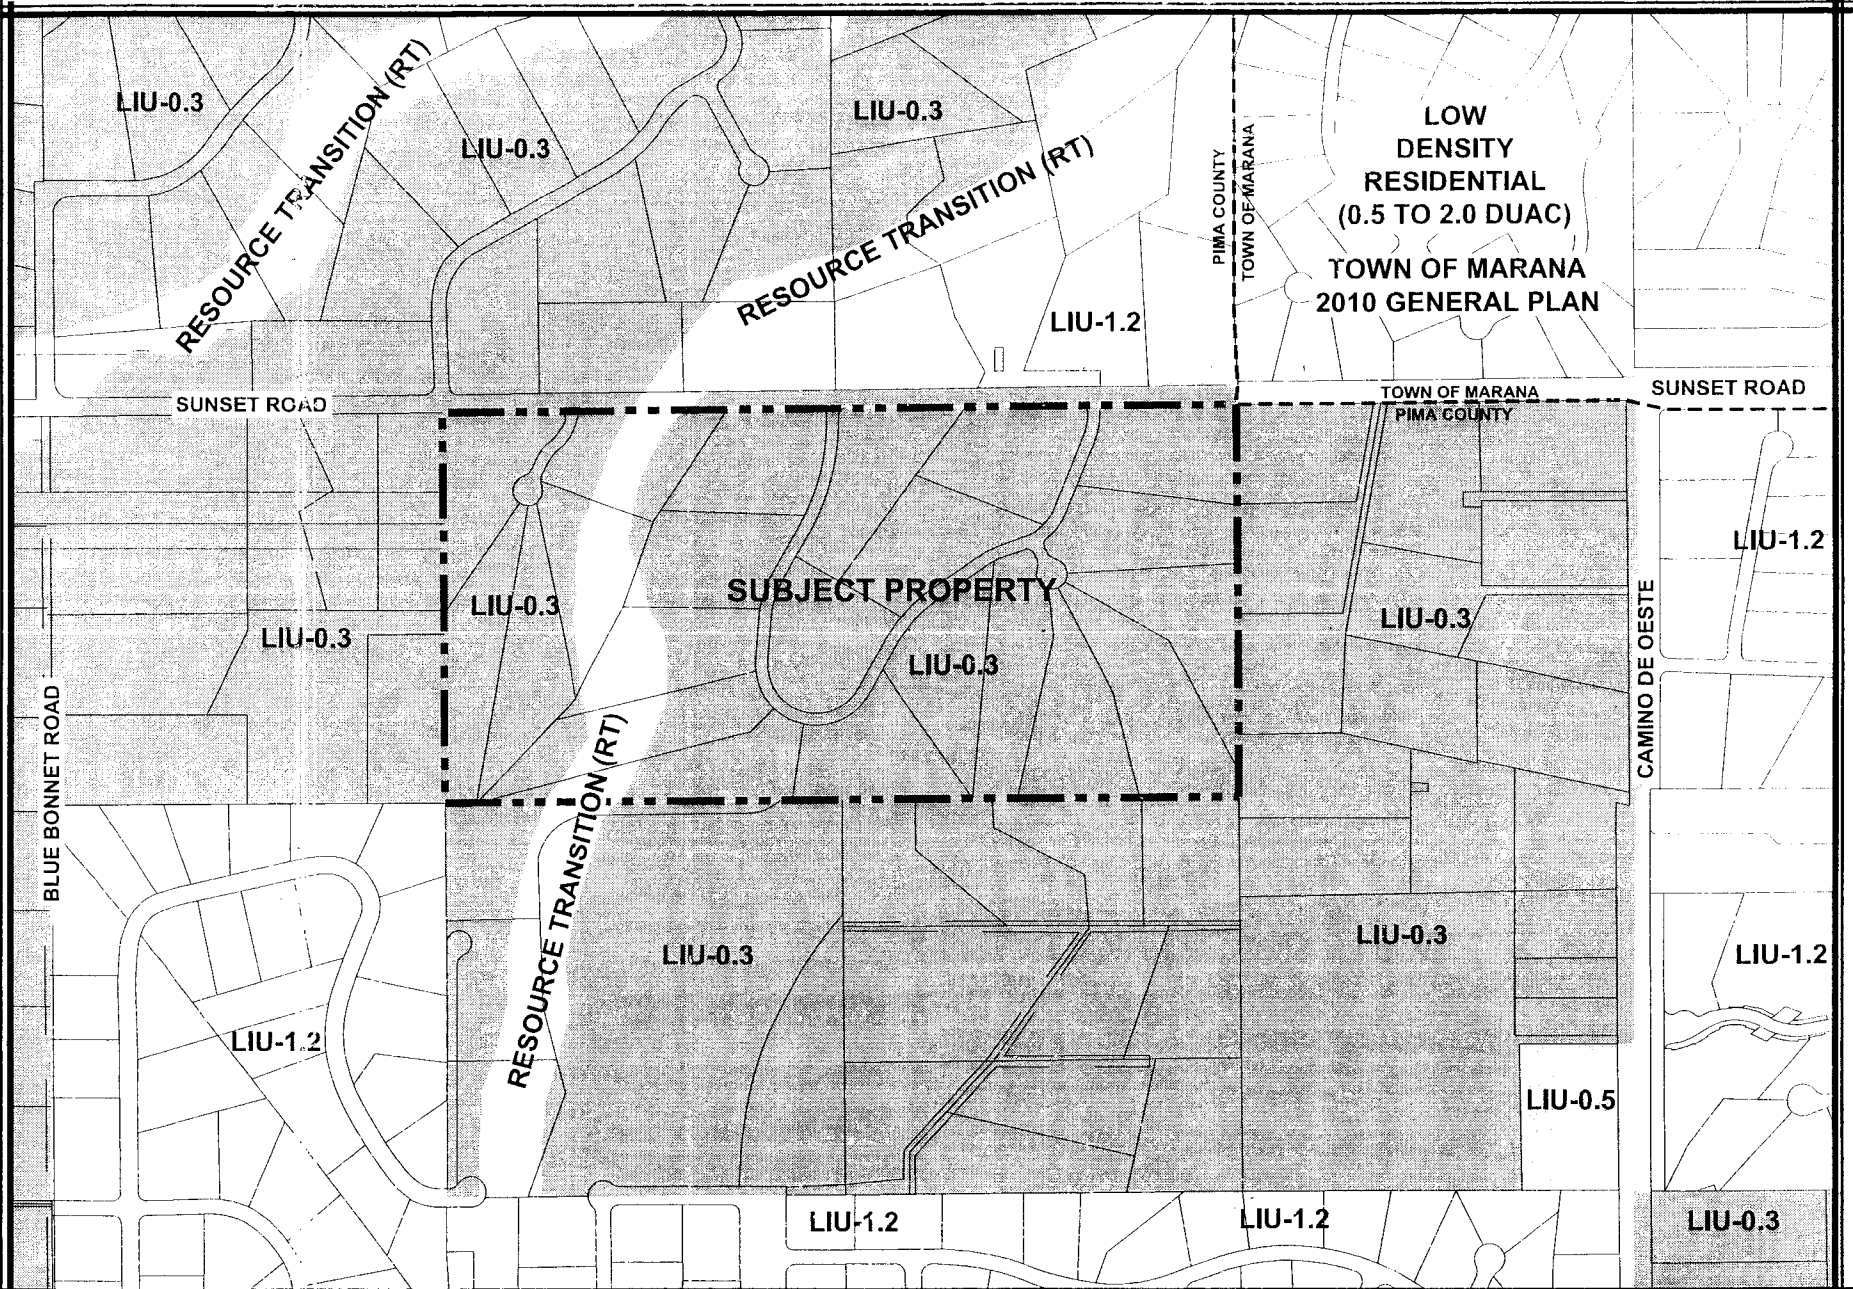 LIU-0.3
RESOURCE TRANSITION (RT)
LIU-0.3
LIU-0.3
RESOURCE TRANSITION (RT)
LIU-1.2
PIMA COUNTY
TOWN OF MARANA
LOW
DENSITY
RESIDENTIAL
(0.5 TO 2.0 DUAC)
TOWN OF MARANA
2010 GENERAL PLAN
SUNSET ROAD
TOWN OF MARANA
PIMA COUNTY
SUNSET ROAD
LIU-1.2
SUBJECT PROPERTY
LIU-0.3
LIU-0.3
LIU-0.3
LIU-0.3
CAMINO DE OESTE
BLUE BONNET ROAD
RESOURCE TRANSITION (RT)
LIU-0.3
LIU-0.3
LIU-1.2
LIU-1.2
LIU-0.5
LIU-1.2
LIU-1.2
LIU-0.3